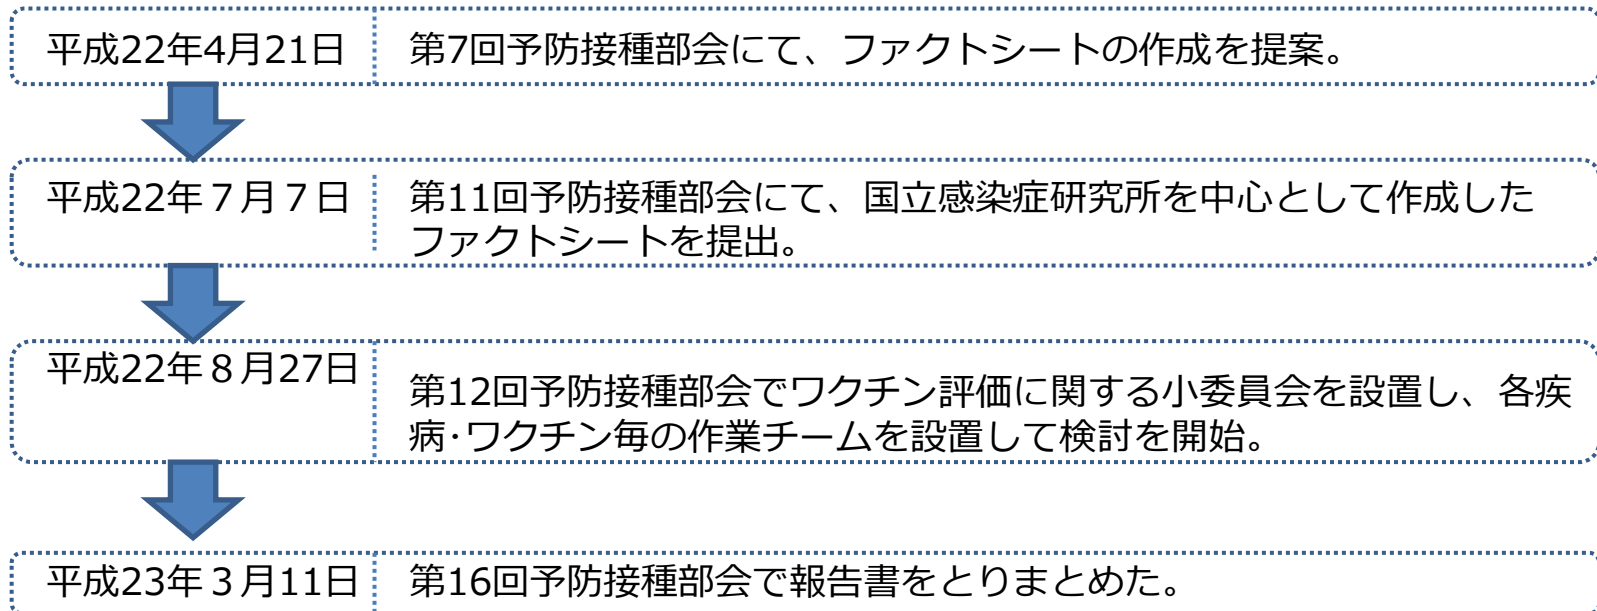 平成22年4月21日 第7回予防接種部会にて、ファクトシートの作成を提案。
平成22年７月７日 第11回予防接種部会にて、国立感染症研究所を中心として作成した
ファクトシートを提出。
平成22年８月27日
第12回予防接種部会でワクチン評価に関する小委員会を設置し、各疾
病･ワクチン毎の作業チームを設置して検討を開始。
平成23年３月11日 第16回予防接種部会で報告書をとりまとめた。